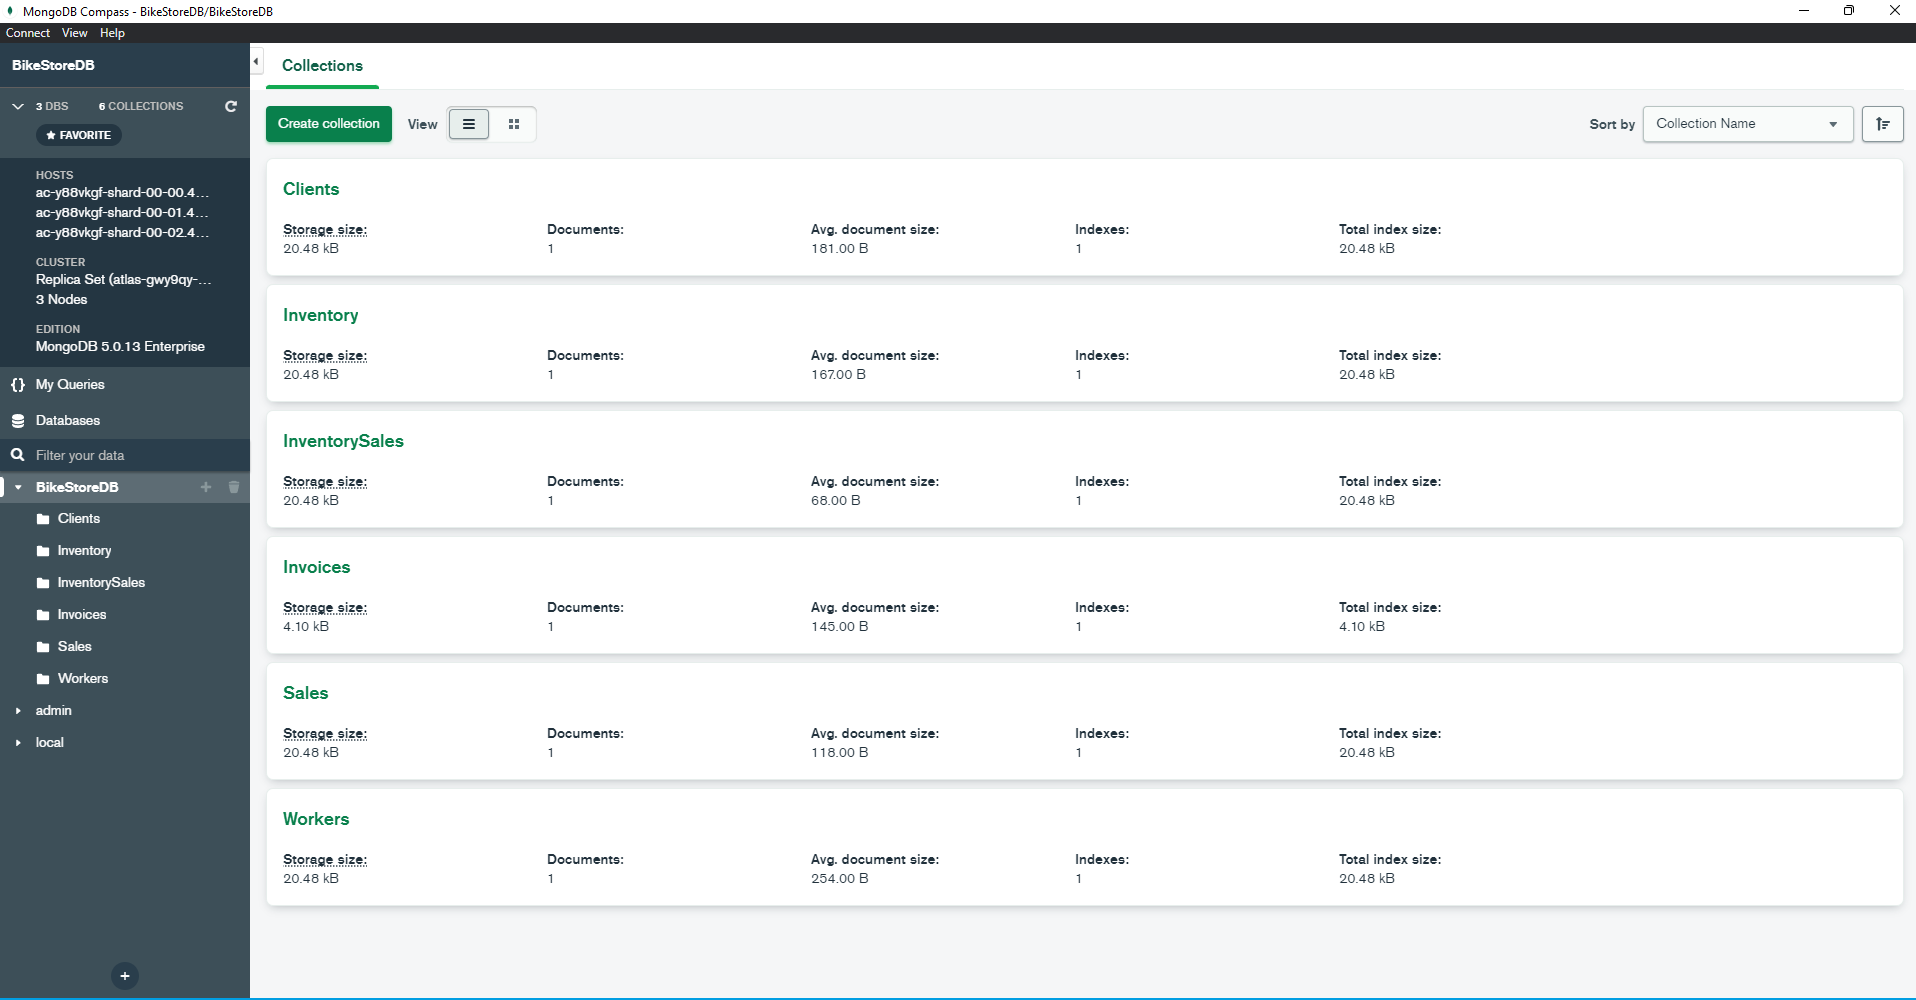 MongoDB Compass - BikeStoreDB/BikeStoreDB
Connect View Help
BikeStoreDB
3 DBS 6 COLLECTIONS
FAVORITE
HOSTS
ac-y88vkgf-shard-00-00.4...
ac-y88vkgf-shard-00-01.4...
ac-y88vkgf-shard-00-02.4...
CLUSTER
Replica Set (atlas-gwy9qy-...
3 Nodes
EDITION
MongoDB 5.0.13 Enterprise
{} My Queries
Databases
Filter your data
BikeStoreDB
Clients
Inventory
InventorySales
Invoices
Sales
Workers
admin
local
Collections
Create collection View Sort by Collection Name
Clients
Storage size: Documents: Avg. document size: Indexes: Total index size:
20.48 kB 1 181.00 B 1 20.48 kB
Inventory
Storage size: Documents: Avg. document size: Indexes: Total index size:
20.48 kB 1 167.00 B 1 20.48 kB
InventorySales
Storage size: Documents: Avg. document size: Indexes: Total index size:
20.48 kB 1 68.00 B 1 20.48 kB
Invoices
Storage size: Documents: Avg. document size: Indexes: Total index size:
4.10 kB 1 145.00 B 1 4.10 kB
Sales
Storage size: Documents: Avg. document size: Indexes: Total index size:
20.48 kB 1 118.00 B 1 20.48 kB
Workers
Storage size: Documents: Avg. document size: Indexes: Total index size:
20.48 kB 1 254.00 B 1 20.48 kB